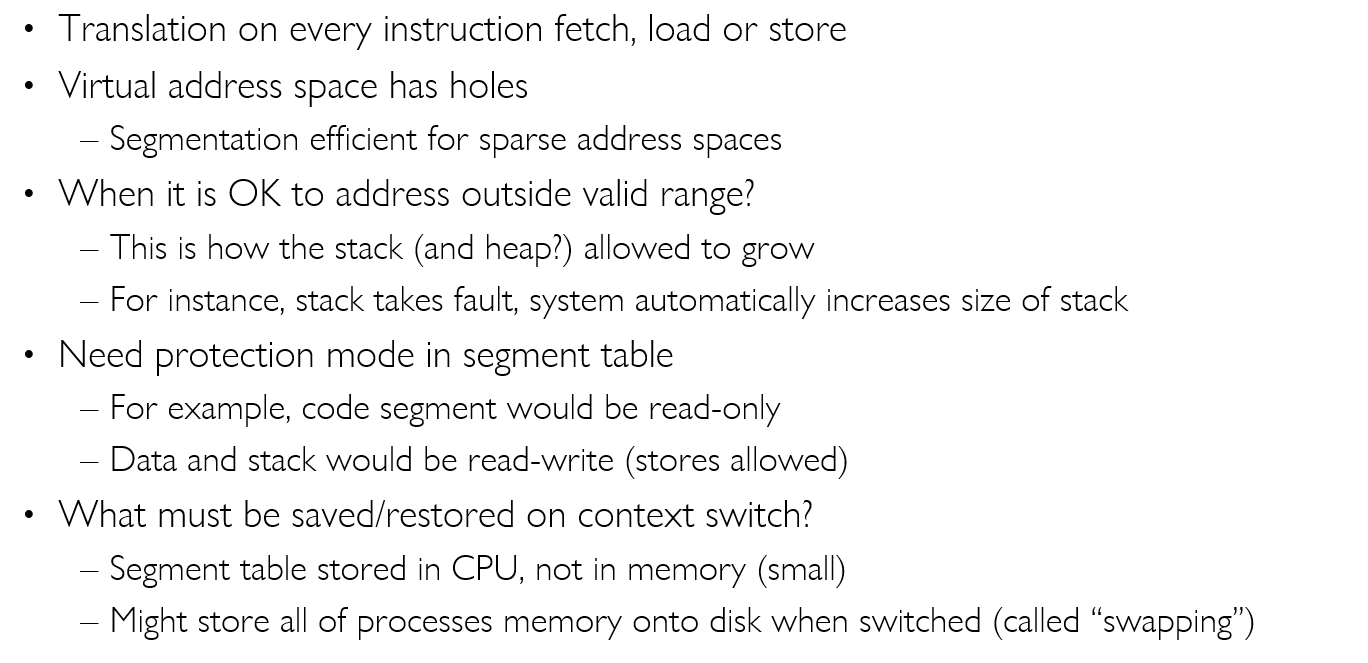 • Translation on every instruction fetch, load or store
• Virtual address space has holes
– Segmentation efficient for sparse address spaces
• When it is OK to address outside valid range?
– This is how the stack (and heap?) allowed to grow
– For instance, stack takes fault, system automatically increases size of stack
• Need protection mode in segment table
– For example, code segment would be read-only
– Data and stack would be read-write (stores allowed)
• What must be saved/restored on context switch?
– Segment table stored in CPU, not in memory (small)
– Might store all of processes memory onto disk when switched (called “swapping”)